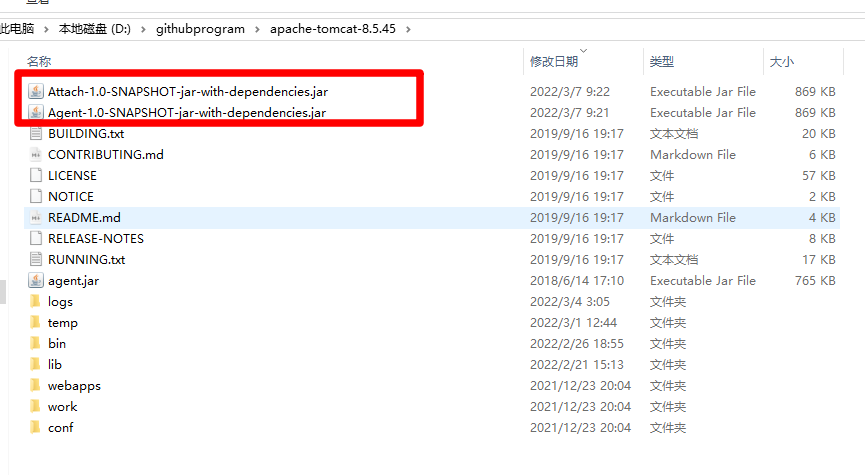 此电脑 > 本地磁盘 (D:) > githubprogram > apache-tomcat-8.5.45 >
名称 修改日期 类型 大小
Attach-1.0-SNAPSHOT-jar-with-dependencies.jar 2022/3/7 9:22 Executable Jar File 869 KB
Agent-1.0-SNAPSHOT-jar-with-dependencies.jar 2022/3/7 9:21 Executable Jar File 869 KB
BUILDING.txt 2019/9/16 19:17 文本文档 20 KB
CONTRIBUTING.md 2019/9/16 19:17 Markdown File 6 KB
LICENSE 2019/9/16 19:17 文件 57 KB
NOTICE 2019/9/16 19:17 文件 2 KB
README.md 2019/9/16 19:17 Markdown File 4 KB
RELEASE-NOTES 2019/9/16 19:17 文件 8 KB
RUNNING.txt 2019/9/16 19:17 文本文档 17 KB
agent.jar 2018/6/14 17:10 Executable Jar File 765 KB
logs 2022/3/4 3:05 文件夹
temp 2022/3/1 12:44 文件夹
bin 2022/2/26 18:55 文件夹
lib 2022/2/21 15:13 文件夹
webapps 2021/12/23 20:04 文件夹
work 2021/12/23 20:04 文件夹
conf 2021/12/23 20:04 文件夹